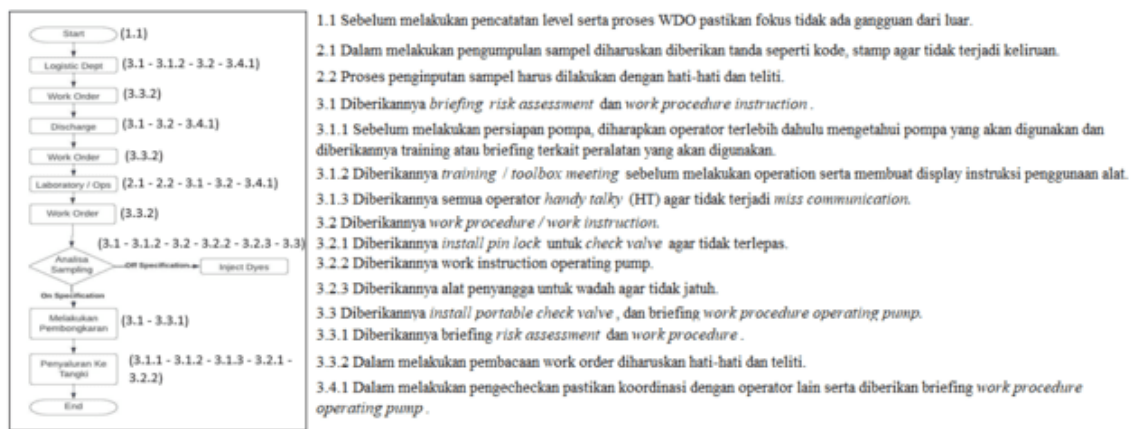 Start (1.1)
Logistic Dept (3.1 - 3.1.2 - 3.2 - 3.4.1)
Work Order (3.3.2)
Discharge (3.1 - 3.2 - 3.4.1)
Work Order (3.3.2)
Laboratory / Ops (2.1 - 2.2 - 3.1 - 3.2 - 3.4.1)
Work Order (3.3.2)
(3.1 - 3.1.2 - 3.2 - 3.2.2 - 3.2.3 - 3.3)
Analisa
Sampling
Off Specification
Inject Dyes
On Specification
Melakukan
Pembongkaran
(3.1 - 3.3.1)
Penyaluran Ke
Tangki
(3.1.1 - 3.1.2 - 3.1.3 - 3.2.1 -
3.2.2)
End
1.1 Sebelum melakukan pencatatan level serta proses WDO pastikan fokus tidak ada gangguan dari luar.
2.1 Dalam melakukan pengumpulan sampel diharuskan diberikan tanda seperti kode, stamp agar tidak terjadi keliruan.
2.2 Proses penginputan sampel harus dilakukan dengan hati-hati dan teliti.
3.1 Diberikannya briefing risk assessment dan work procedure instruction .
3.1.1 Sebelum melakukan persiapan pompa, diharapkan operator terlebih dahulu mengetahui pompa yang akan digunakan dan
diberikannya training atau briefing terkait peralatan yang akan digunakan.
3.1.2 Diberikannya training / toolbox meeting sebelum melakukan operation serta membuat display instruksi penggunaan alat.
3.1.3 Diberikannya semua operator handy talky (HT) agar tidak terjadi miss communication.
3.2 Diberikannya work procedure / work instruction.
3.2.1 Diberikannya install pin lock untuk check valve agar tidak terlepas.
3.2.2 Diberikannya work instruction operating pump.
3.2.3 Diberikannya alat penyangga untuk wadah agar tidak jatuh.
3.3 Diberikannya install portable check valve , dan briefing work procedure operating pump.
3.3.1 Diberikannya briefing risk assessment dan work procedure .
3.3.2 Dalam melakukan pembacaan work order diharuskan hati-hati dan teliti.
3.4.1 Dalam melakukan pengecheckan pastikan koordinasi dengan operator lain serta diberikan briefing work procedure
operating pump .